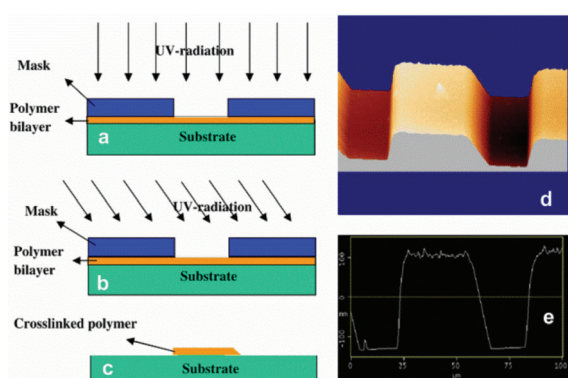 UV-radiation
Mask
Polymer
bilayer
a
Substrate
UV-radiation
Mask
Polymer
bilayer
b
Substrate
Crosslinked polymer
c
Substrate
d
e
100
0
nm
-100
0
25
50
75
100
µm